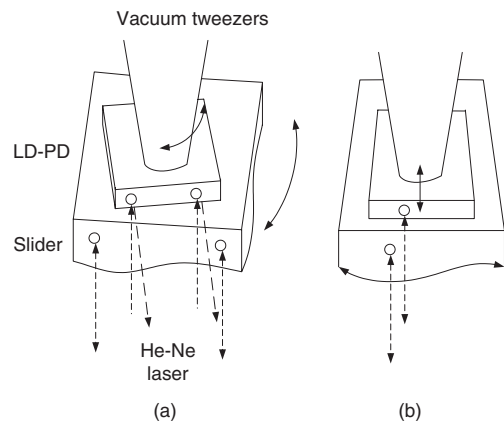 Vacuum tweezers
LD-PD
Slider
He-Ne
laser
(a)
(b)